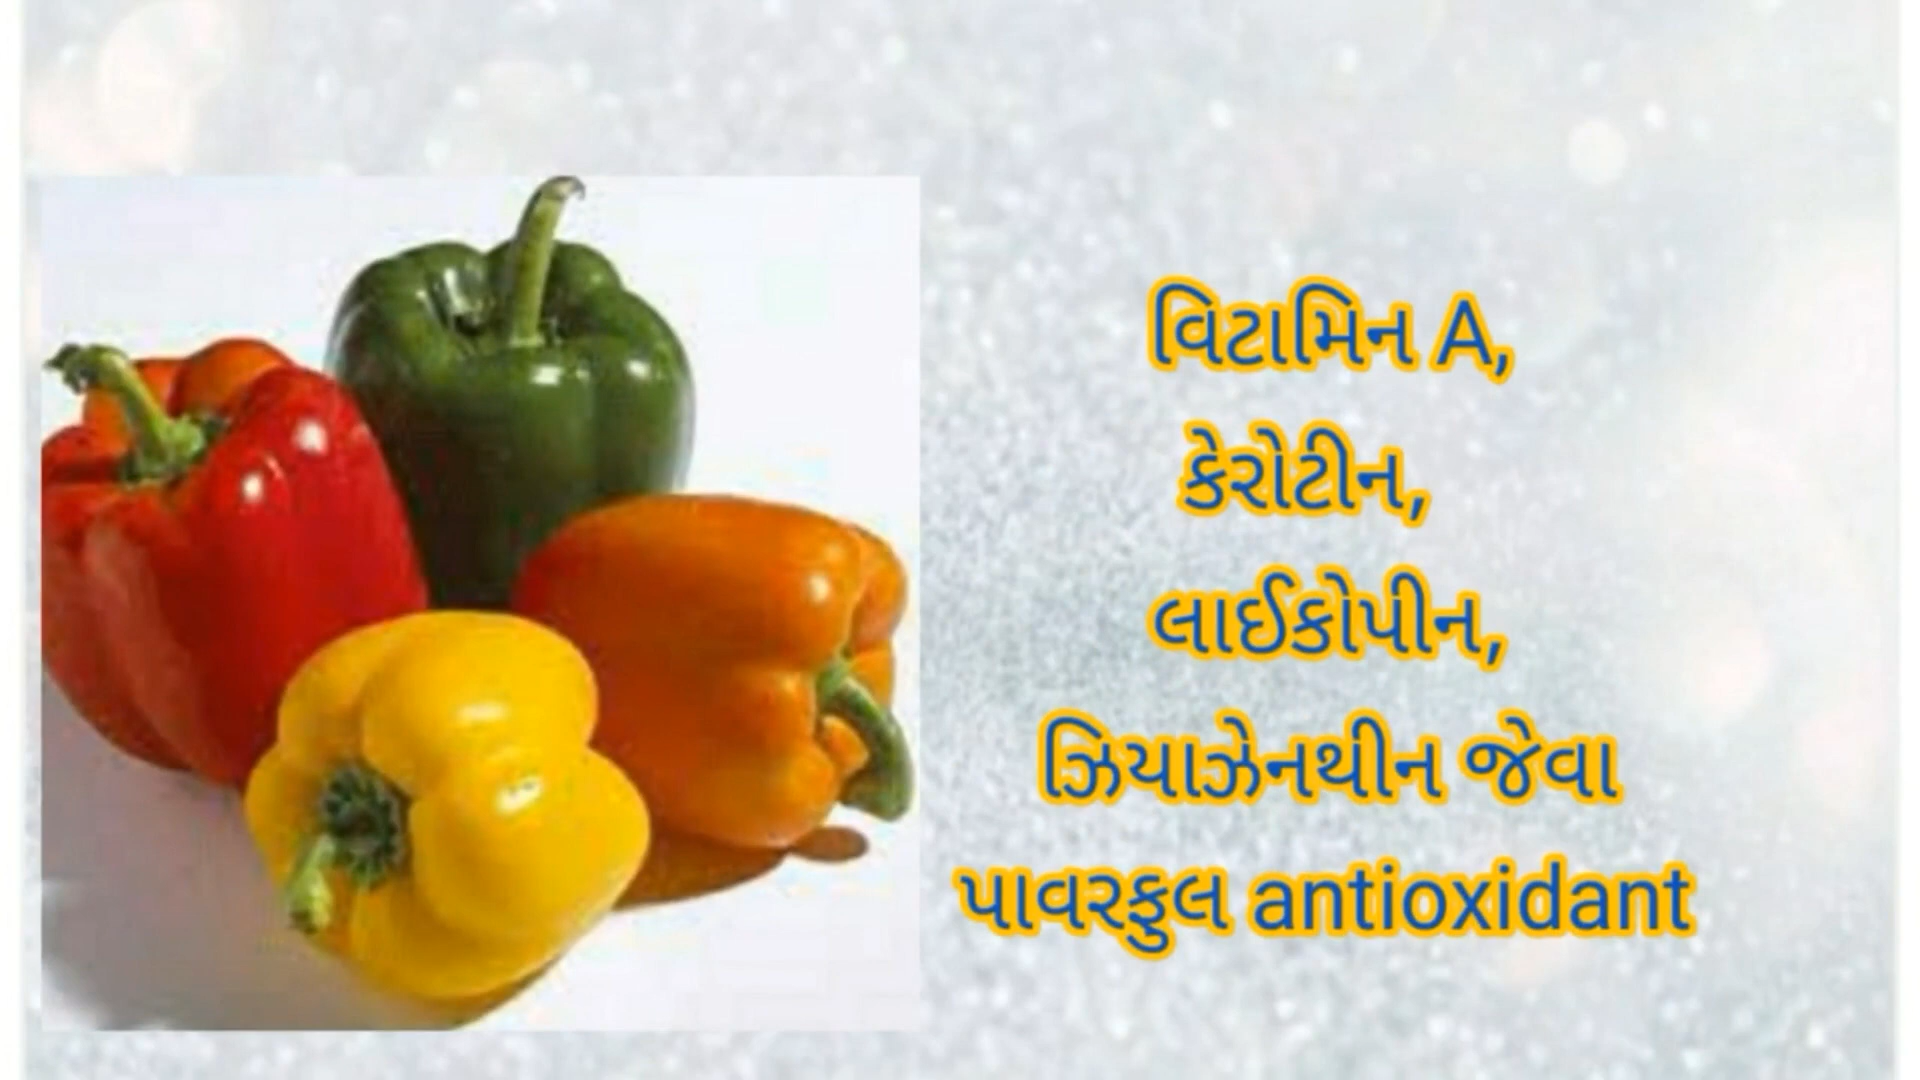 વિટામિન A,
કેરોટીન,
લાઈકોપીન,
ઝિયાઝેનથીન જેવા
પાવરફુલ antioxidant